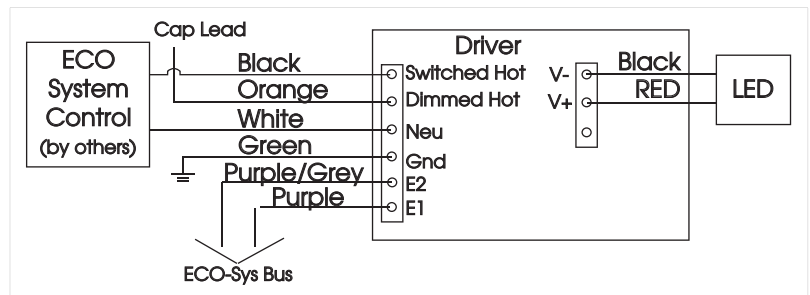 Cap Lead
ECO
System
Control
(by others)
Black
Orange
White
Green
Purple/Grey
Purple
ECO-Sys Bus
Driver
Switched Hot
Dimmed Hot
Neu
Gnd
E2
E1
V-
V+
Black
RED
LED